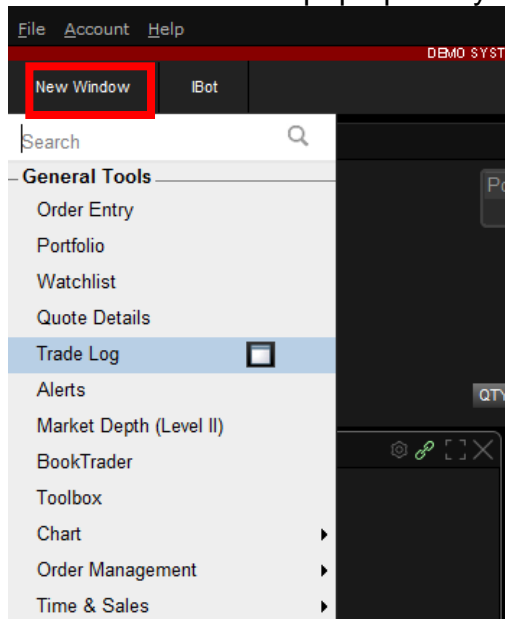 File Account Help
DEMO SYST
New Window IBot
Search
General Tools
Order Entry
Portfolio
Watchlist
Quote Details
Trade Log
Alerts
QTY
Market Depth (Level II)
BookTrader
Toolbox
Chart
Order Management
Time & Sales